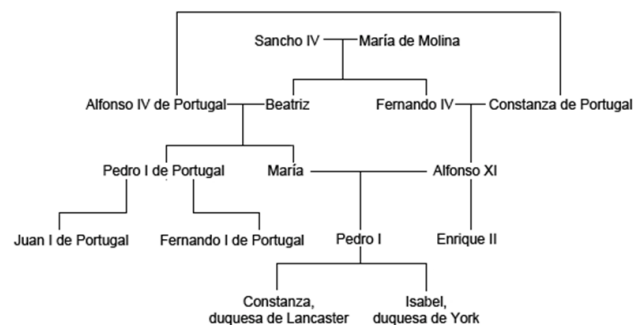 Sancho IV María de Molina
Alfonso IV de Portugal Beatriz Fernando IV Constanza de Portugal
Pedro I de Portugal María Alfonso XI
Juan I de Portugal Fernando I de Portugal Pedro I Enrique II
Constanza,
duquesa de Lancaster
Isabel,
duquesa de York